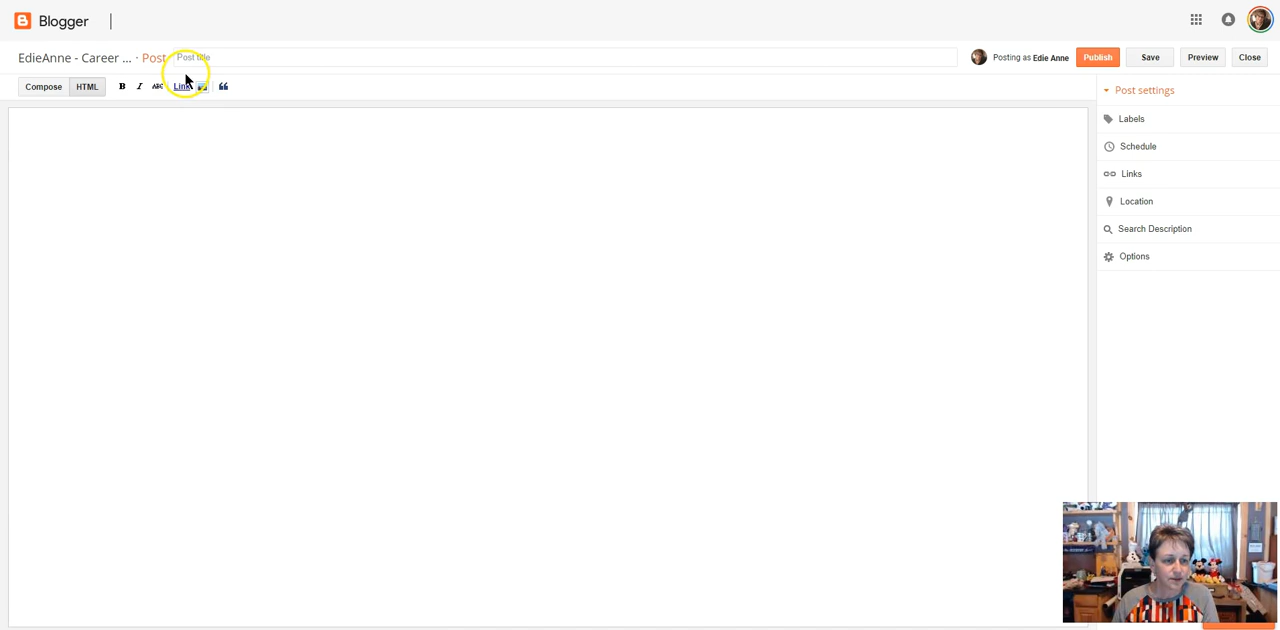 Blogger
EdieAnne - Career ... · Post
Post title
Posting as Edie Anne
Publish
Save
Preview
Close
Compose
HTML
B
I
ABC
Link
Post settings
Labels
Schedule
Links
Location
Search Description
Options